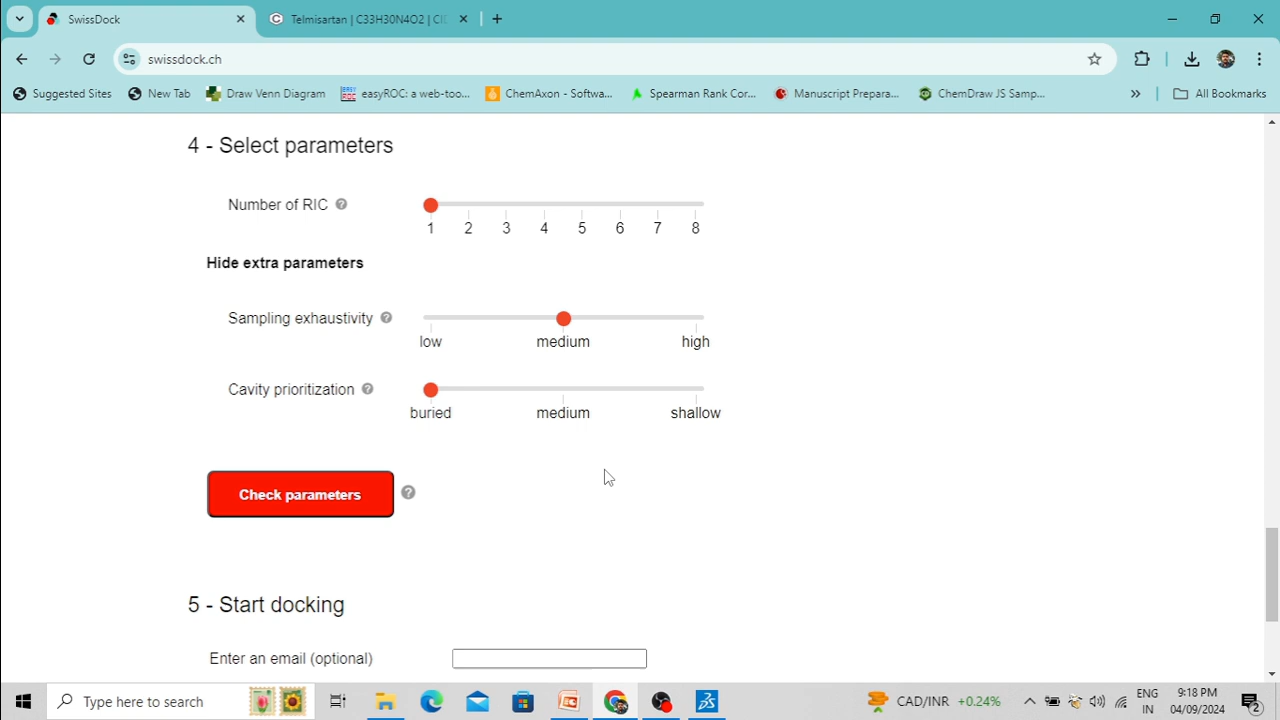 SwissDock
Telmisartan | C33H30N4O2 | CI
swissdock.ch
Suggested Sites
New Tab
Draw Venn Diagram
easyROC: a web-too...
ChemAxon - Softwa...
Spearman Rank Cor...
Manuscript Prepara...
ChemDraw JS Samp...
All Bookmarks
4 - Select parameters
Number of RIC
1 2 3 4 5 6 7 8
Hide extra parameters
Sampling exhaustivity
low medium high
Cavity prioritization
buried medium shallow
Check parameters
5 - Start docking
Enter an email (optional)
Type here to search
CAD/INR +0.24%
ENG
IN
9:18 PM
04/09/2024
2